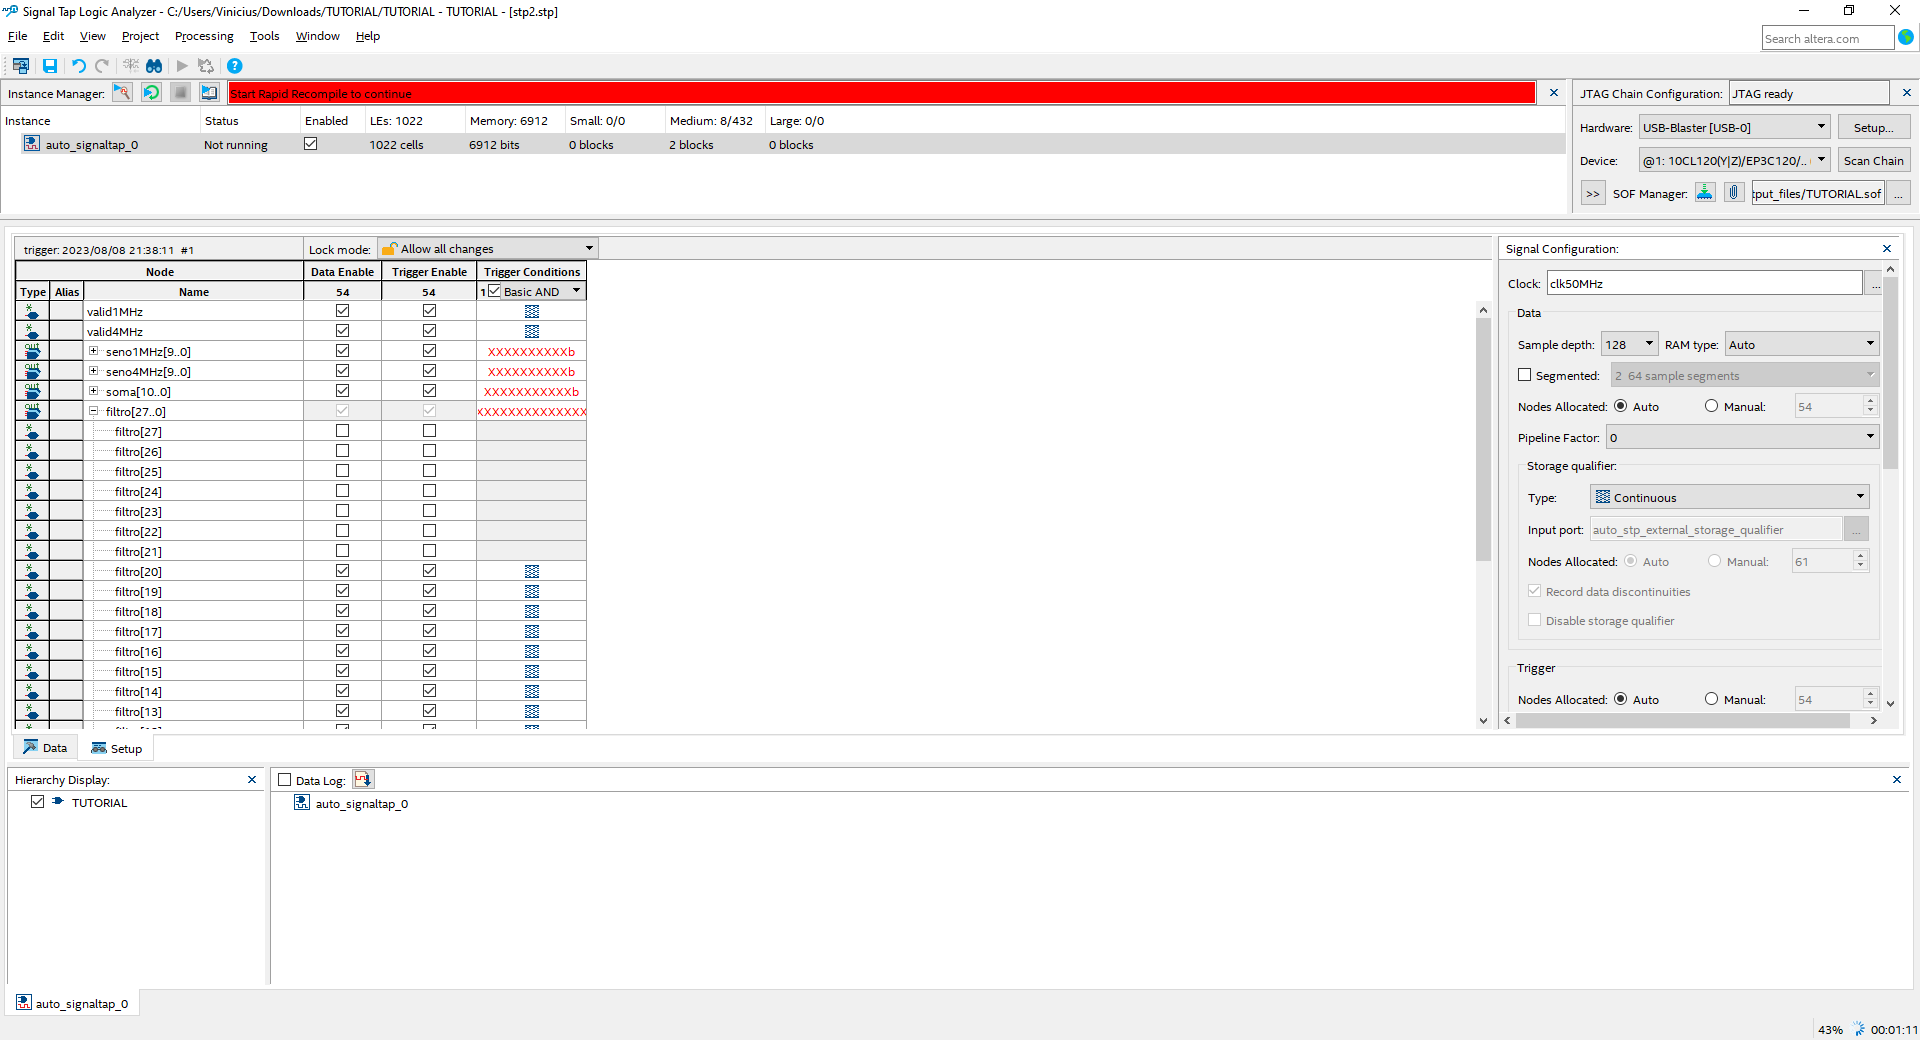 Signal Tap Logic Analyzer - C:/Users/Vinicius/Downloads/TUTORIAL/TUTORIAL - TUTORIAL - [stp2.stp]
File Edit View Project Processing Tools Window Help
Search altera.com
Instance Manager: Start Rapid Recompile to continue
Instance Status Enabled LEs: 1022 Memory: 6912 Small: 0/0 Medium: 8/432 Large: 0/0
auto_signaltap_0 Not running 1022 cells 6912 bits 0 blocks 2 blocks 0 blocks
JTAG Chain Configuration: JTAG ready
Hardware: USB-Blaster [USB-0] Setup...
Device: @1: 10CL120(Y|Z)/EP3C120/.. Scan Chain
>> SOF Manager: tput_files/TUTORIAL.sof ...
trigger: 2023/08/08 21:38:11 #1 Lock mode: Allow all changes
Node Data Enable Trigger Enable Trigger Conditions
Type Alias Name 54 54 1 Basic AND
valid1MHz
valid4MHz
seno1MHz[9..0] XXXXXXXXXXb
seno4MHz[9..0] XXXXXXXXXXb
soma[10..0] XXXXXXXXXXXb
filtro[27..0] XXXXXXXXXXXXXX
filtro[27]
filtro[26]
filtro[25]
filtro[24]
filtro[23]
filtro[22]
filtro[21]
filtro[20]
filtro[19]
filtro[18]
filtro[17]
filtro[16]
filtro[15]
filtro[14]
filtro[13]
Signal Configuration:
Clock: clk50MHz ...
Data
Sample depth: 128 RAM type: Auto
Segmented: 2 64 sample segments
Nodes Allocated: Auto Manual: 54
Pipeline Factor: 0
Storage qualifier:
Type: Continuous
Input port: auto_stp_external_storage_qualifier ...
Nodes Allocated: Auto Manual: 61
Record data discontinuities
Disable storage qualifier
Trigger
Nodes Allocated: Auto Manual: 54
Data Setup
Hierarchy Display:
TUTORIAL
Data Log:
auto_signaltap_0
auto_signaltap_0
43% 00:01:11